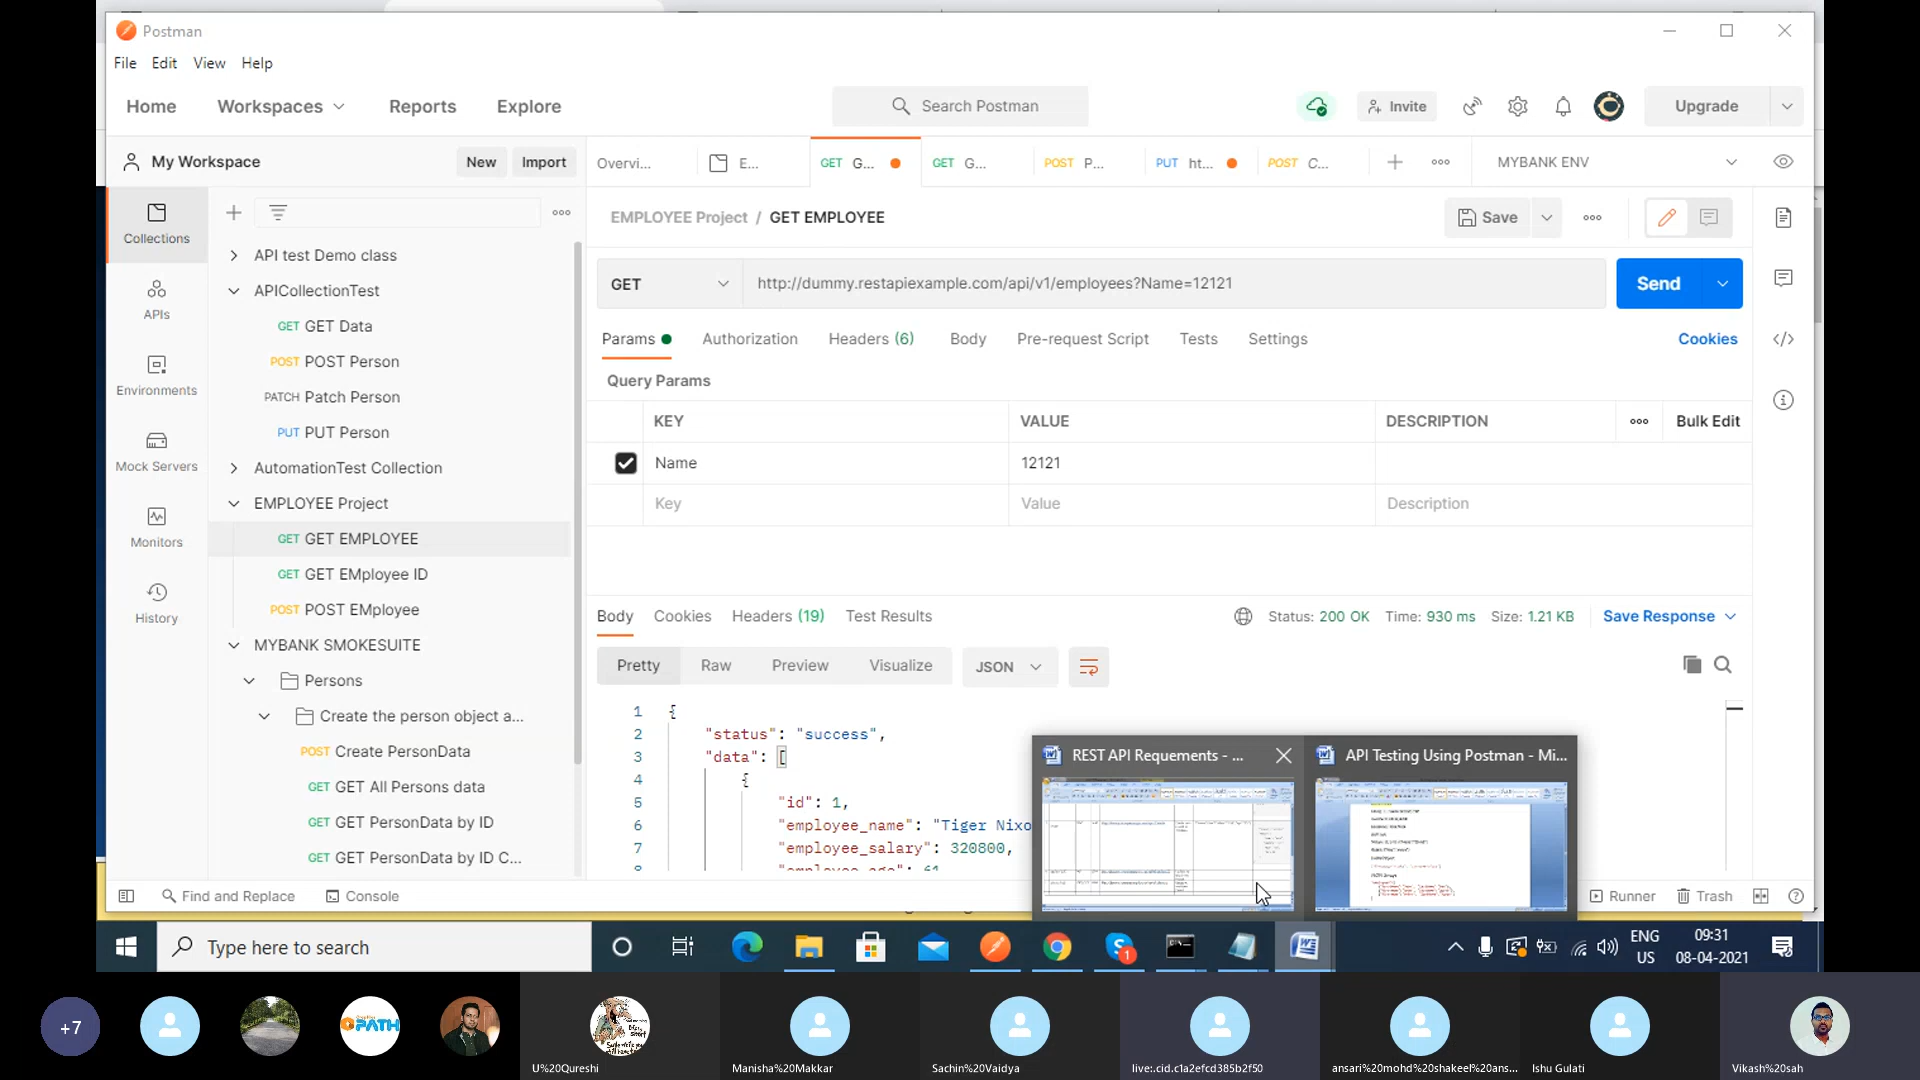 Postman
File Edit View Help
Home Workspaces Reports Explore
Search Postman
Invite
Upgrade
My Workspace
New Import
Overvi...
E...
GET G...
GET G...
POST P...
PUT ht...
POST C...
MYBANK ENV
Collections
APIs
Environments
Mock Servers
Monitors
History
API test Demo class
APICollectionTest
GET GET Data
POST POST Person
PATCH Patch Person
PUT PUT Person
AutomationTest Collection
EMPLOYEE Project
GET GET EMPLOYEE
GET GET EMployee ID
POST POST EMployee
MYBANK SMOKESUITE
Persons
Create the person object a...
POST Create PersonData
GET GET All Persons data
GET GET PersonData by ID
GET GET PersonData by ID C...
EMPLOYEE Project / GET EMPLOYEE
Save
GET
http://dummy.restapiexample.com/api/v1/employees?Name=12121
Send
Params Authorization Headers (6) Body Pre-request Script Tests Settings
Cookies
Query Params
KEY VALUE DESCRIPTION
Bulk Edit
Name 12121
Key Value Description
Body Cookies Headers (19) Test Results
Status: 200 OK Time: 930 ms Size: 1.21 KB
Save Response
Pretty Raw Preview Visualize
JSON
1 {
2 "status": "success",
3 "data": [
4 {
5 "id": 1,
6 "employee_name": "Tiger Nixo
7 "employee_salary": 320800,
8 "employee_age": 61
REST API Requements - ...
API Testing Using Postman - Mi...
Find and Replace
Console
Runner
Trash
Type here to search
1
ENG
US
09:31
08-04-2021
+7
PATH
U%20Qureshi
Manisha%20Makkar
Sachin%20Vaidya
live:.cid.c1a2efcd385b2f50
ansari%20mohd%20shakeel%20ans...
Ishu Gulati
Vikash%20sah